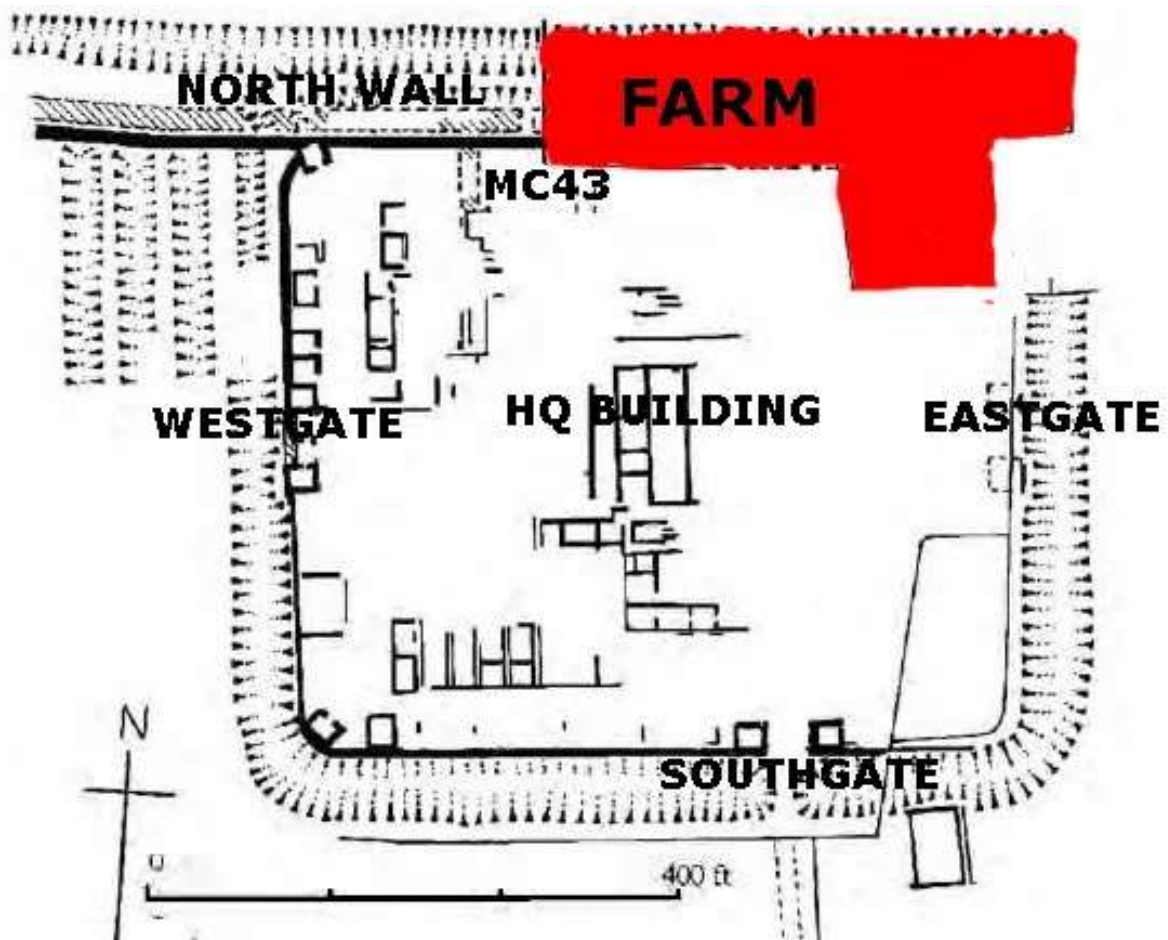 NORTH WALL
FARM
MC43
WESTGATE
HQ BUILDING
EASTGATE
N
SOUTHGATE
0
400 ft